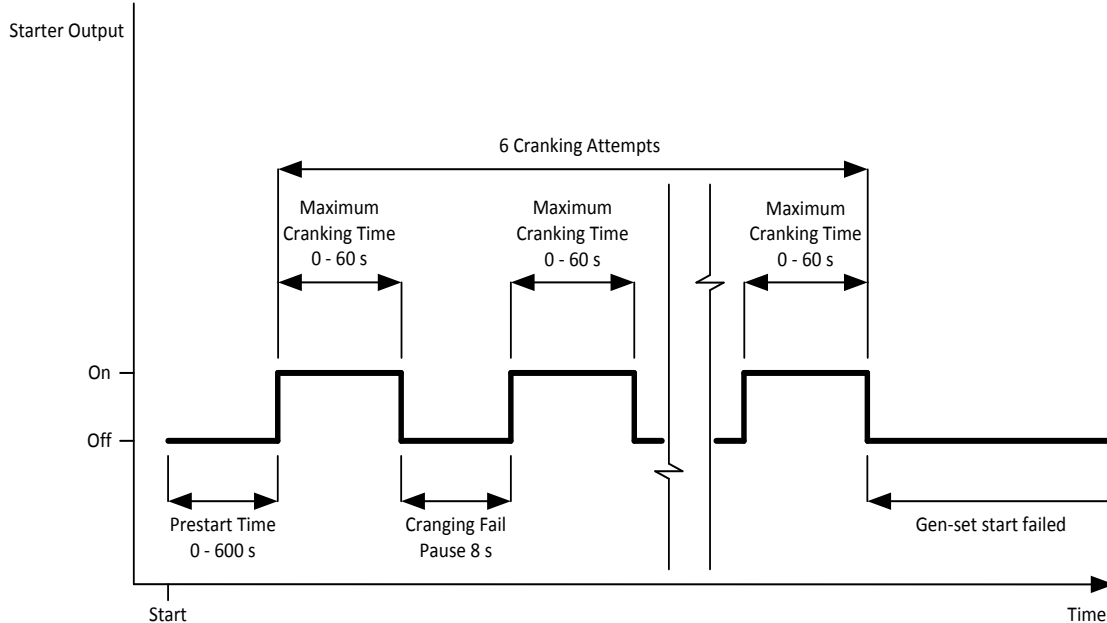 Starter Output
6 Cranking Attempts
Maximum
Cranking Time
0 - 60 s
Maximum
Cranking Time
0 - 60 s
Maximum
Cranking Time
0 - 60 s
On
Off
Prestart Time
0 - 600 s
Cranging Fail
Pause 8 s
Gen-set start failed
Start
Time